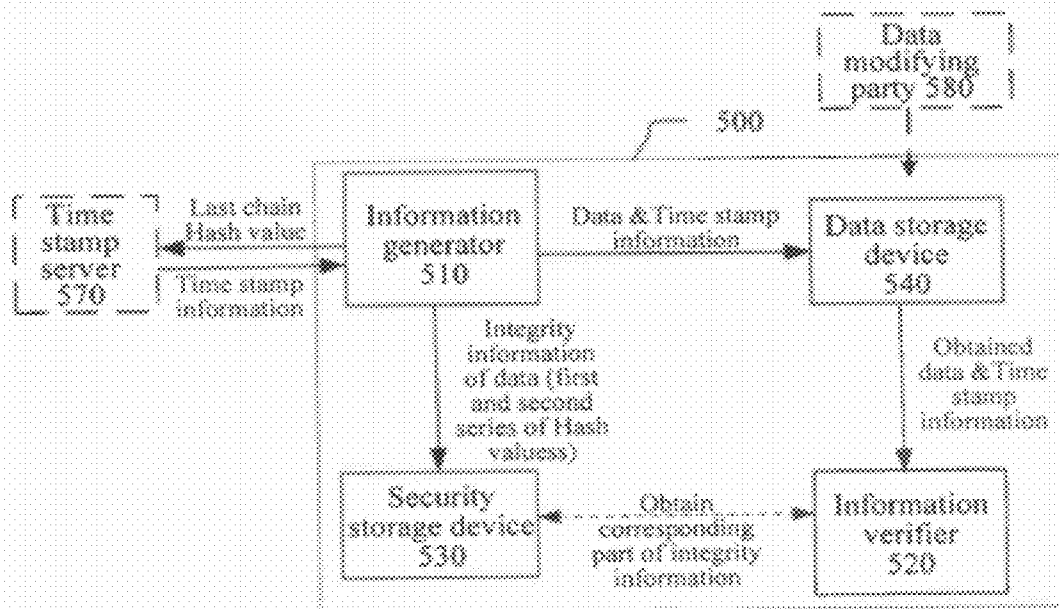 Data
modifying
party 580
500
Time
stamp
server
570
Last chain
Hash value
Time stamp
information
Information
generator
510
Data &Time stamp
information
Data storage
device
540
Integrity
information
of data (first
and second
series of Hash
valuess)
Obtained
data &Time
stamp
information
Security
storage device
530
Obtain
corresponding
part of integrity
information
Information
verifier
520